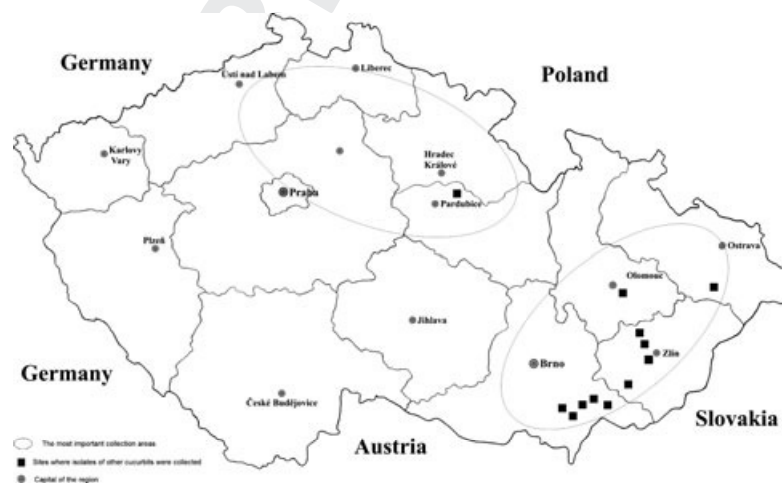 Germany
Liberec
Ústí nad Labem
Poland
Karlovy
Vary
Hradec
Králové
Praha
Pardubice
Plzeň
Ostrava
Olomouc
Jihlava
Zlín
Brno
Germany
České Budějovice
Slovakia
Austria
The most important collection areas
Sites where isolates of other cucurbits were collected
Capital of the region